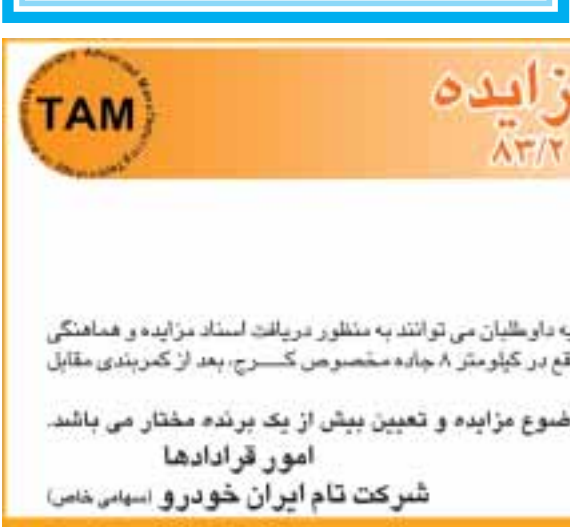 TAM
زایده
۸۳/۲
یه داوطلبان می توانند به منظور دریافت اسناد مزایده و هماهنگی
قع در کیلومتر ۸ جاده مخصوص کـــرج، بعد از کمربندی مقابل
ضوع مزایده و تعیین بیش از یک برنده مختار می باشد.
امور قرادادها
شرکت تام ایران خودرو (سهامی خاص)